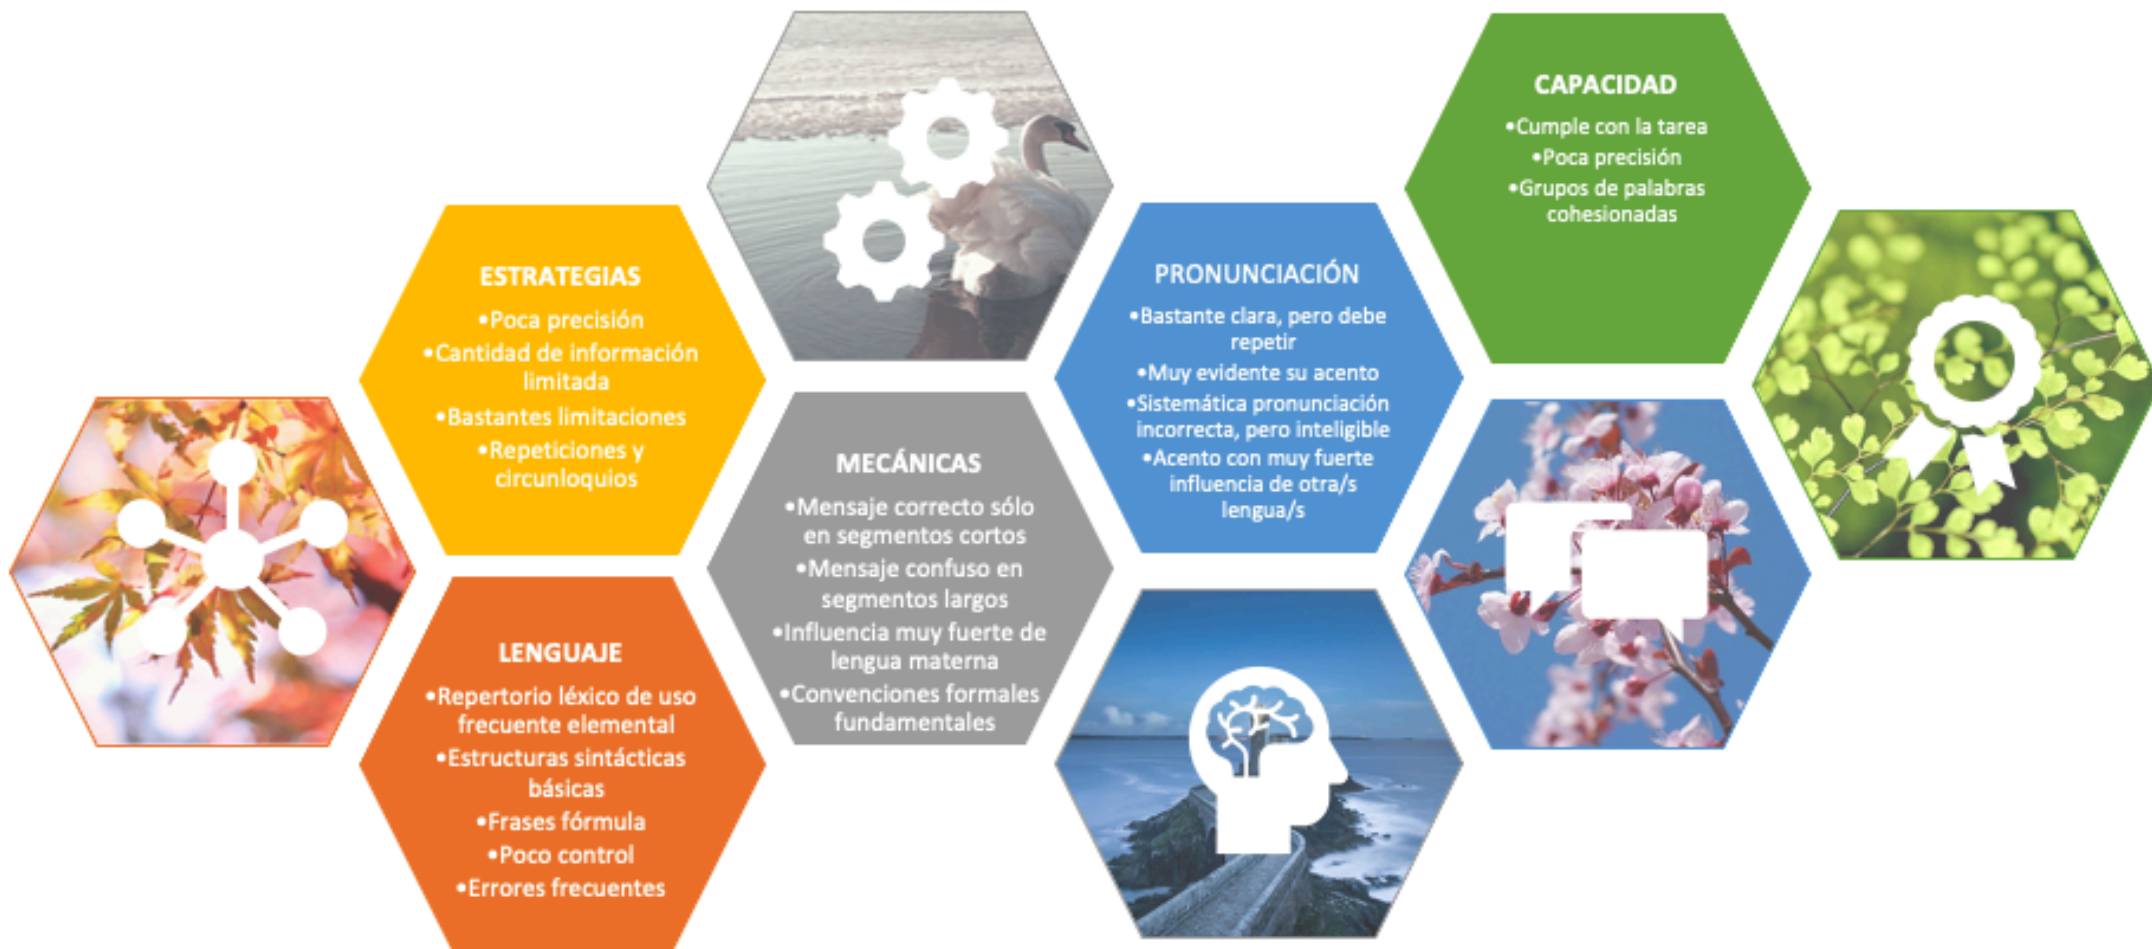 ESTRATEGIAS
•Poca precisión
•Cantidad de información
limitada
•Bastantes limitaciones
•Repeticiones y
circunloquios
LENGUAJE
•Repertorio léxico de uso
frecuente elemental
•Estructuras sintácticas
básicas
•Frases fórmula
•Poco control
•Errores frecuentes
MECÁNICAS
•Mensaje correcto sólo
en segmentos cortos
•Mensaje confuso en
segmentos largos
•Influencia muy fuerte de
lengua materna
•Convenciones formales
fundamentales
PRONUNCIACIÓN
•Bastante clara, pero debe
repetir
•Muy evidente su acento
•Sistemática pronunciación
incorrecta, pero inteligible
•Acento con muy fuerte
influencia de otra/s
lengua/s
CAPACIDAD
•Cumple con la tarea
•Poca precisión
•Grupos de palabras
cohesionadas